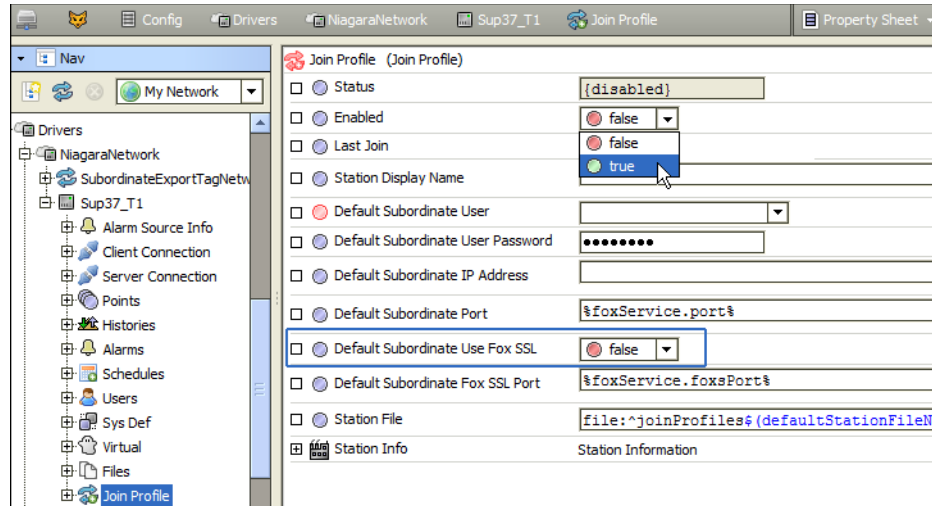 Config Drivers NiagaraNetwork Sup37_T1 Join Profile Property Sheet
Nav
My Network
Drivers
NiagaraNetwork
SubordinateExportTagNetw
Sup37_T1
Alarm Source Info
Client Connection
Server Connection
Points
Histories
Alarms
Schedules
Users
Sys Def
Virtual
Files
Join Profile
Join Profile (Join Profile)
Status {disabled}
Enabled false
false
Last Join
true
Station Display Name
Default Subordinate User
Default Subordinate User Password ●●●●●●●●
Default Subordinate IP Address
Default Subordinate Port %foxService.port%
Default Subordinate Use Fox SSL false
Default Subordinate Fox SSL Port %foxService.foxsPort%
Station File file:^joinProfiles$(defaultStationFileN
Station Info Station Information